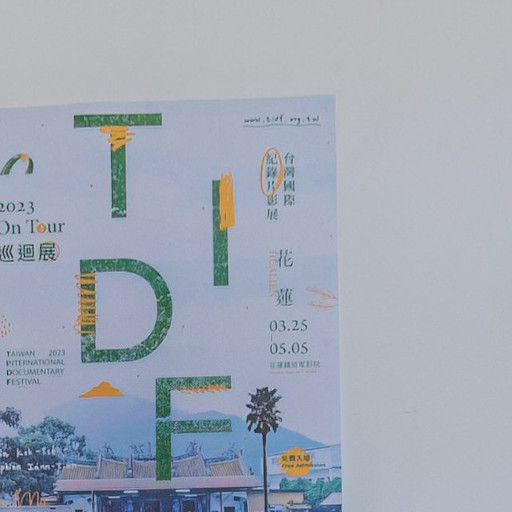 www.tidf.org.tw
T
I
D
F
台灣國際
紀錄片影展
2023
On Tour
巡迴展
花蓮
03.25
05.05
TAIWAN 2023
INTERNATIONAL
DOCUMENTARY
FESTIVAL
免費入場
Free Admission